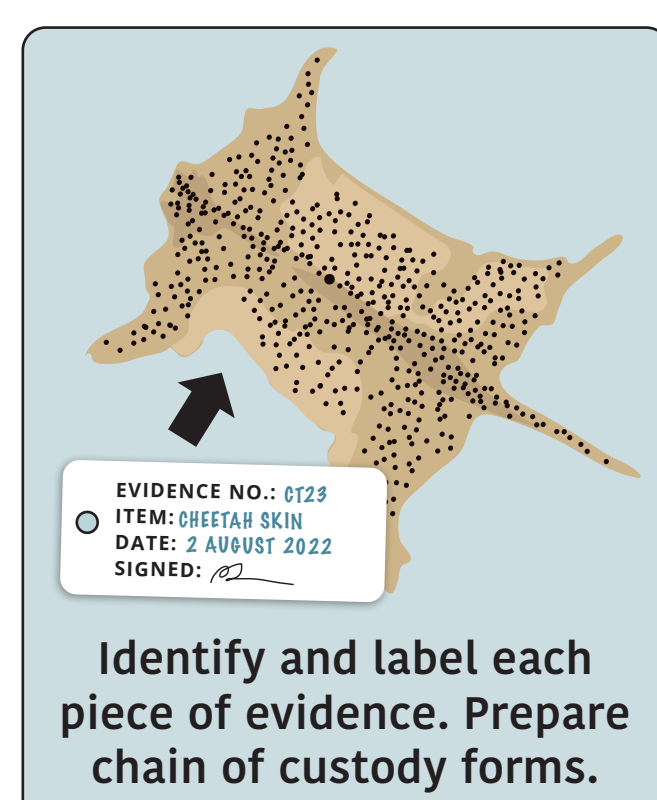 EVIDENCE NO.: CT23
ITEM: CHEETAH SKIN
DATE: 2 AUGUST 2022
SIGNED:
Identify and label each
piece of evidence. Prepare
chain of custody forms.